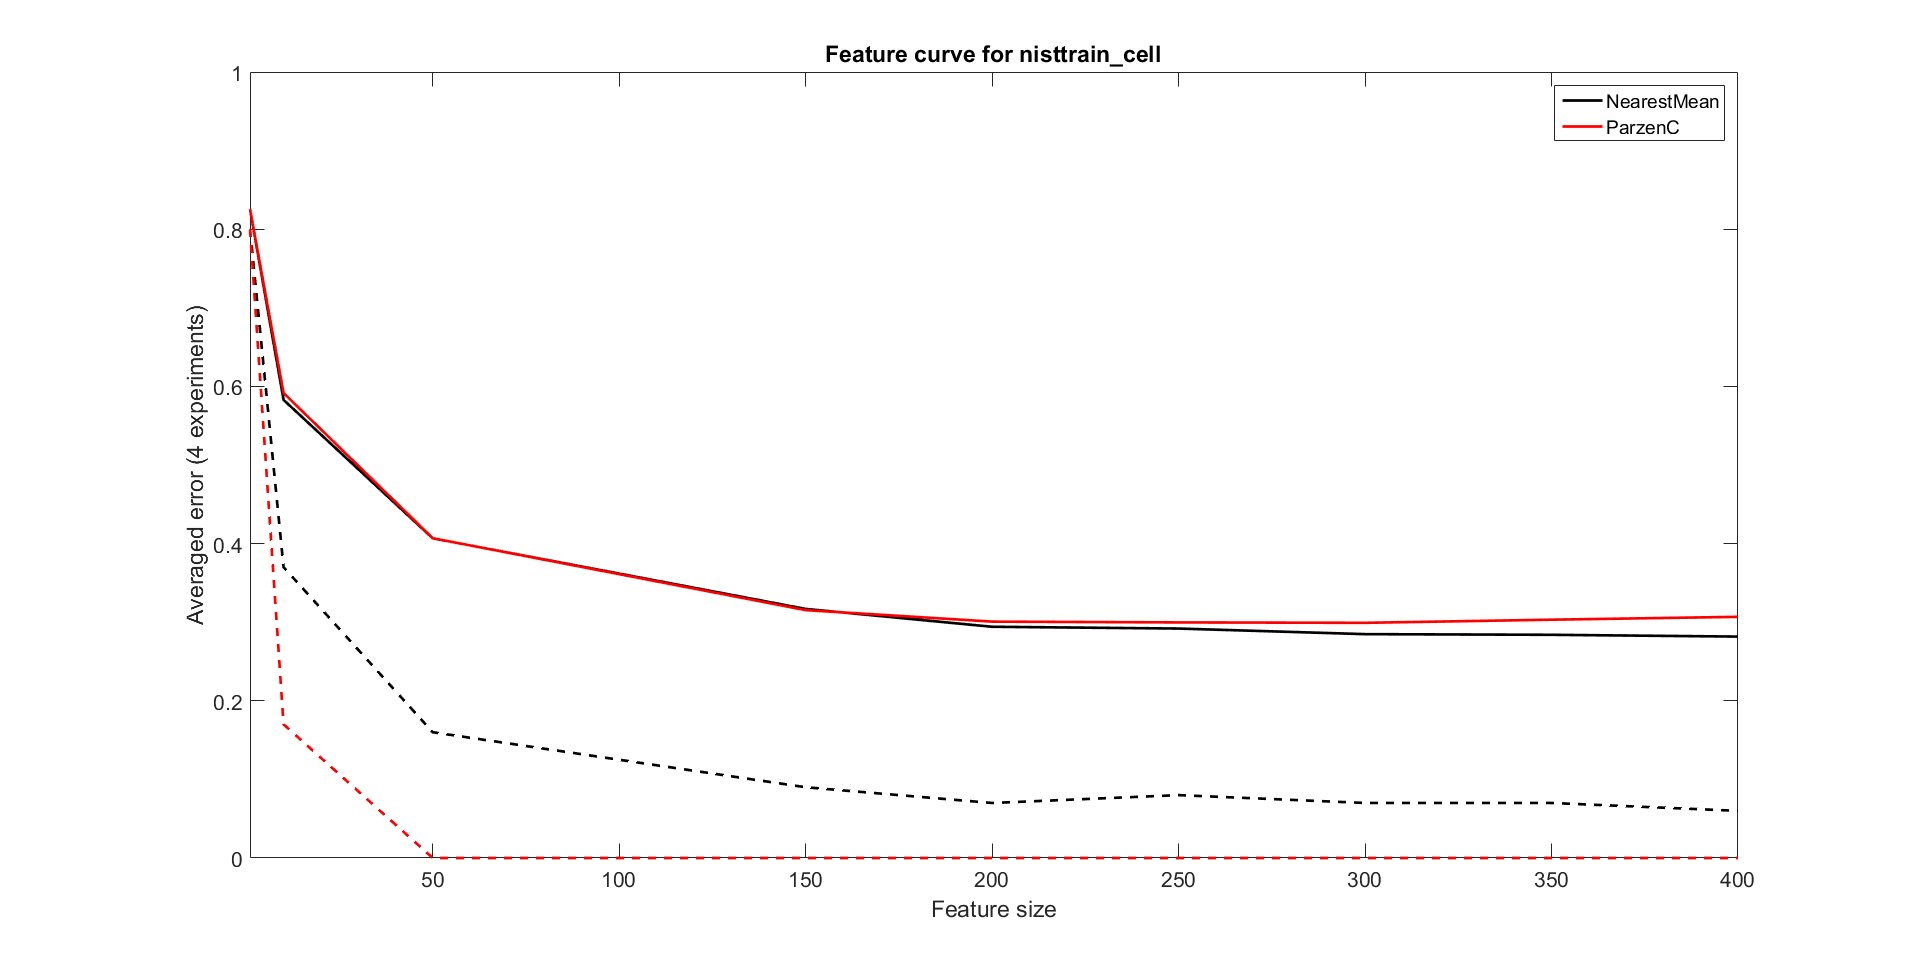 Feature curve for nisttrain_cell
1
0.8
0.6
0.4
0.2
0
Averaged error (4 experiments)
NearestMean
ParzenC
50 100 150 200 250 300 350 400
Feature size